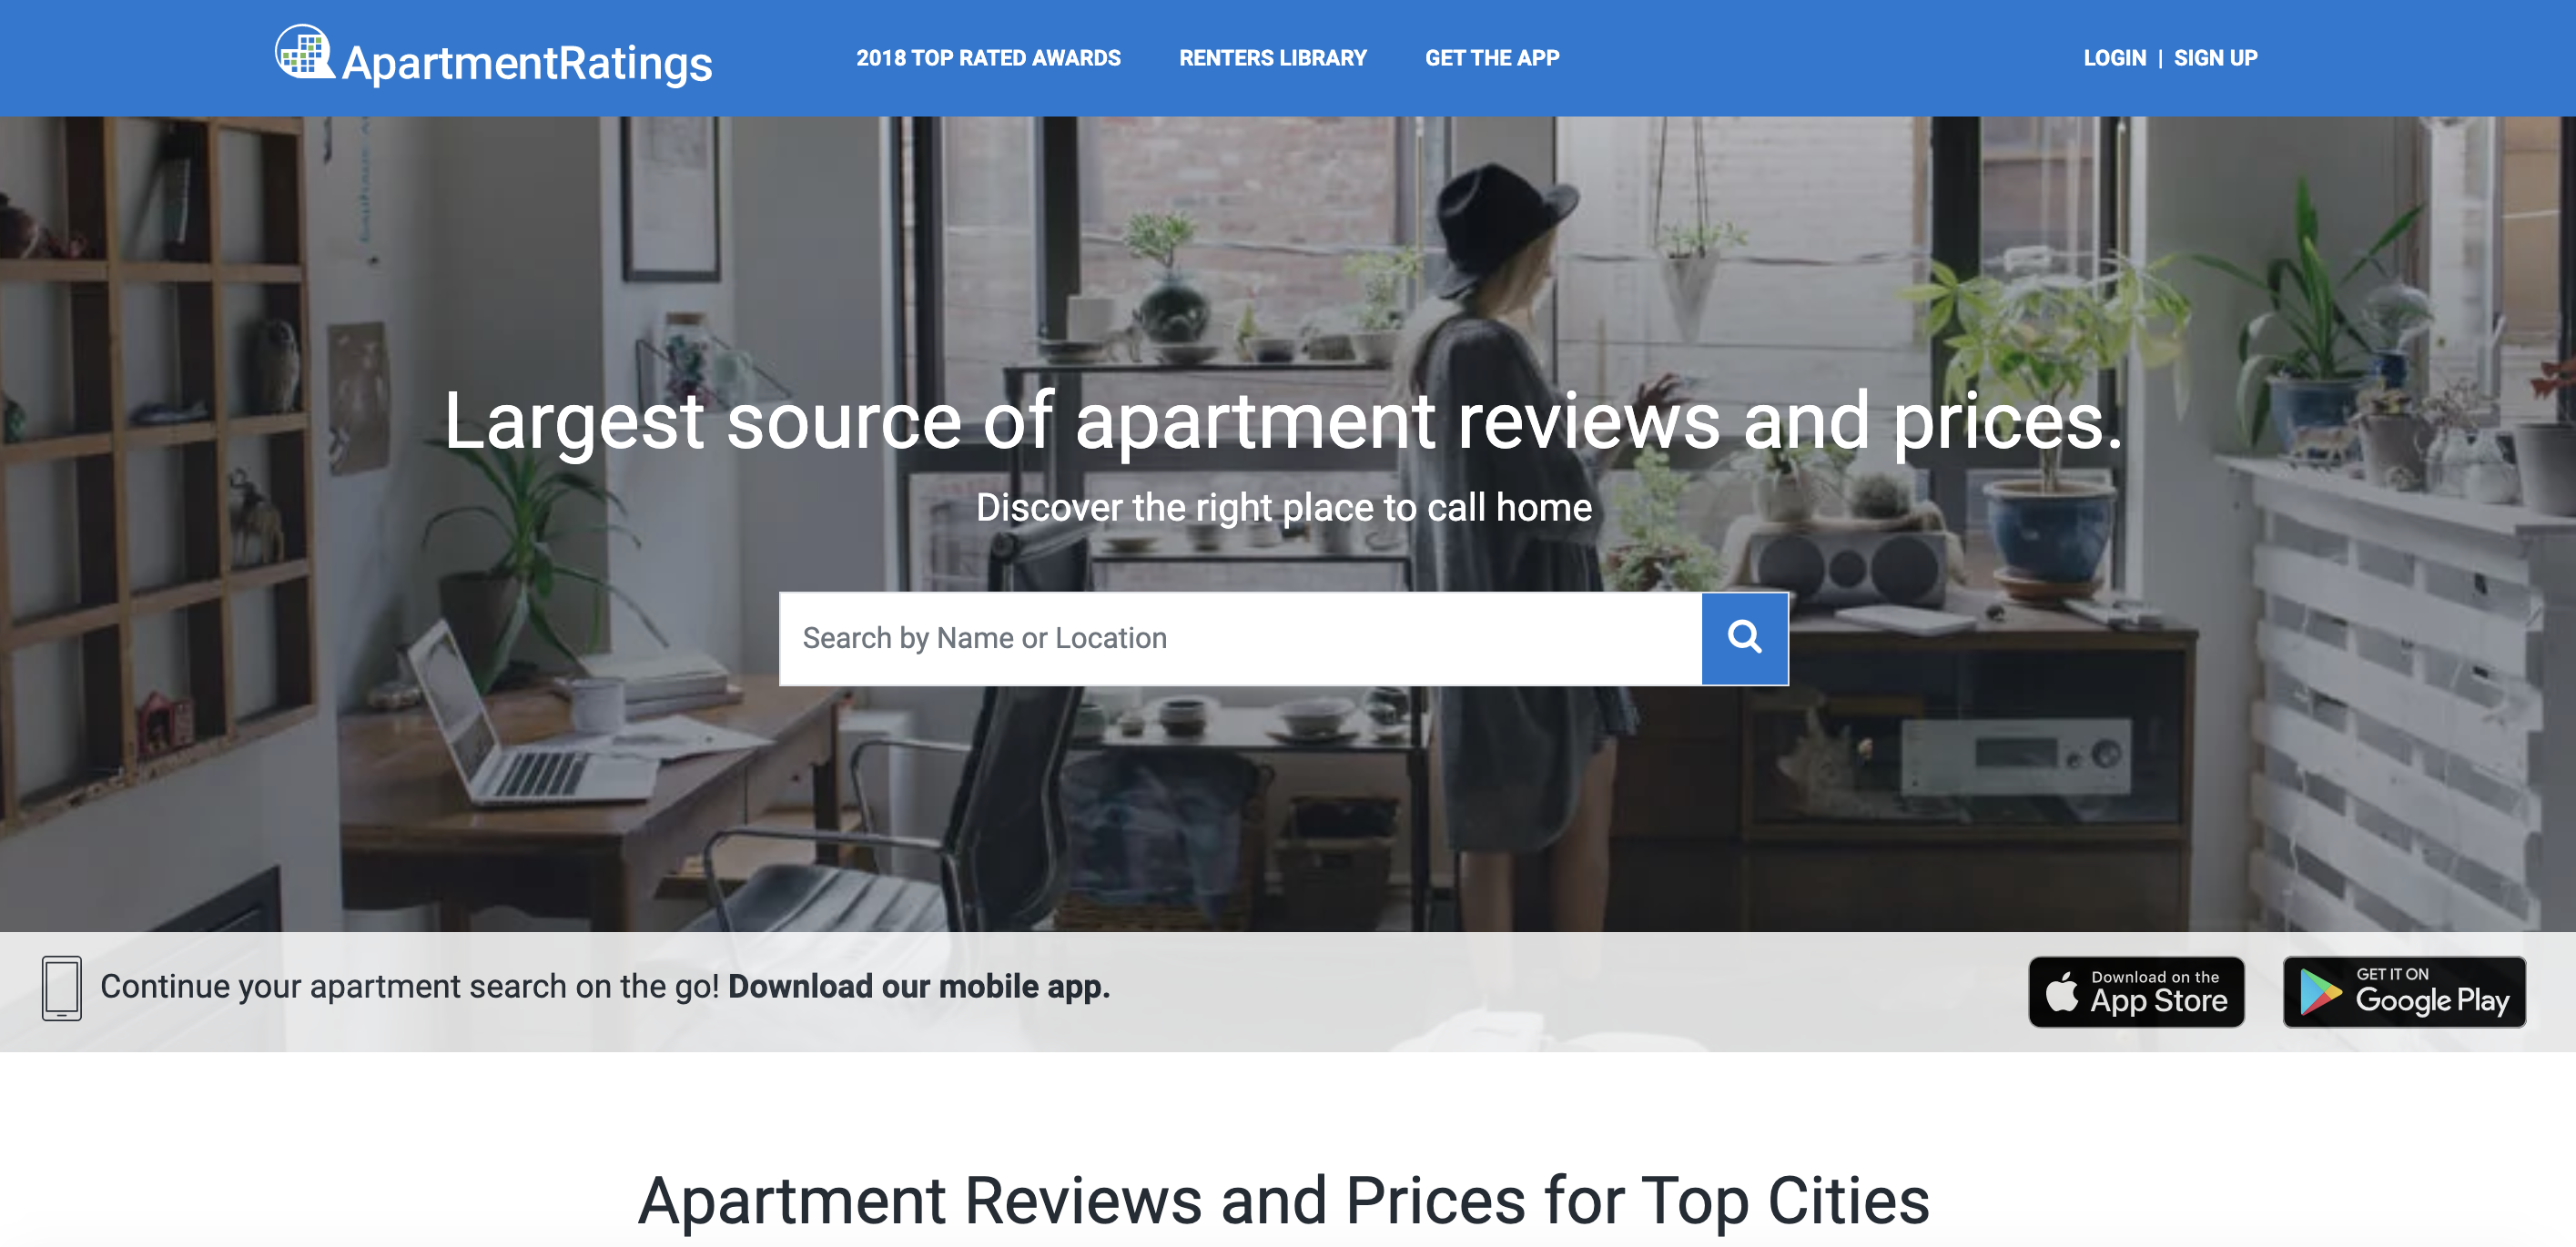 ApartmentRatings
2018 TOP RATED AWARDS
RENTERS LIBRARY
GET THE APP
LOGIN | SIGN UP
Largest source of apartment reviews and prices.
Discover the right place to call home
Search by Name or Location
Continue your apartment search on the go! Download our mobile app.
Download on the
App Store
GET IT ON
Google Play
Apartment Reviews and Prices for Top Cities